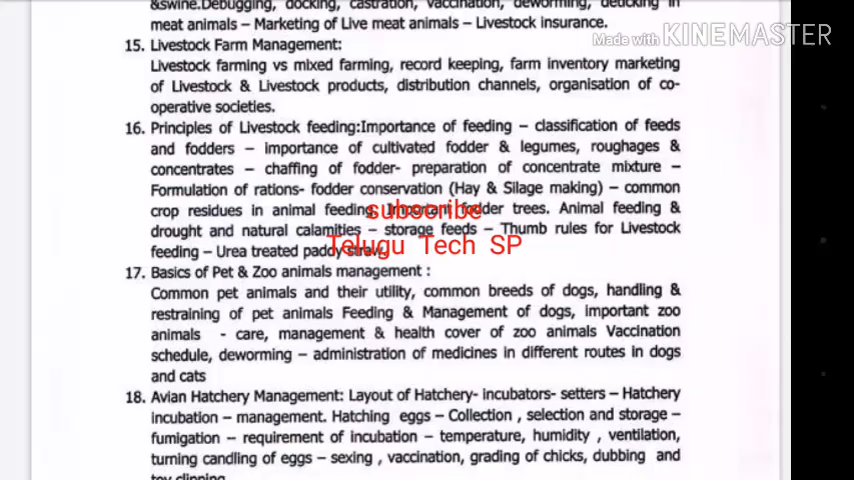 &swine.Debugging, docking, castration, vaccination, deworming, deticking in
meat animals – Marketing of Live meat animals – Livestock insurance.
Made with KINEMASTER
15. Livestock Farm Management:
Livestock farming vs mixed farming, record keeping, farm inventory marketing
of Livestock & Livestock products, distribution channels, organisation of co-
operative societies.
16. Principles of Livestock feeding:Importance of feeding – classification of feeds
and fodders – importance of cultivated fodder & legumes, roughages &
concentrates – chaffing of fodder- preparation of concentrate mixture –
Formulation of rations- fodder conservation (Hay & Silage making) – common
crop residues in animal feeding. Important fodder trees. Animal feeding &
subscribe
drought and natural calamities – storage feeds – Thumb rules for Livestock
feeding – Urea treated paddy straw.
Telugu Tech SP
17. Basics of Pet & Zoo animals management :
Common pet animals and their utility, common breeds of dogs, handling &
restraining of pet animals Feeding & Management of dogs, important zoo
animals - care, management & health cover of zoo animals Vaccination
schedule, deworming – administration of medicines in different routes in dogs
and cats
18. Avian Hatchery Management: Layout of Hatchery- incubators- setters – Hatchery
incubation – management. Hatching eggs – Collection , selection and storage –
fumigation – requirement of incubation – temperature, humidity , ventilation,
turning candling of eggs – sexing , vaccination, grading of chicks, dubbing and
toy clipping